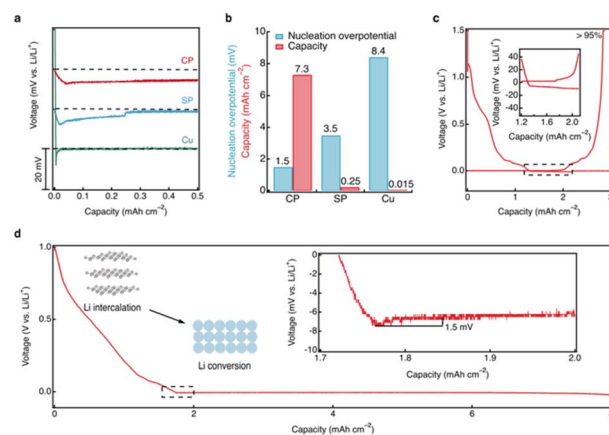 a
Voltage (mV vs. Li/Li+)
CP
SP
Cu
20 mV
0.0 0.1 0.2 0.3 0.4 0.5
Capacity (mAh cm-2)
b
Nucleation overpotential (mV)
Capacity (mAh cm-2)
Nucleation overpotential
Capacity
10
8
6
4
2
0
1.5
7.3
3.5
0.25
8.4
0.015
CP SP Cu
c
Voltage (V vs. Li/Li+)
1.5
1.0
0.5
0.0
> 95%
Voltage (mV vs. Li/Li+)
40
20
0
-20
-40
1.2 1.6 2.0
Capacity (mAh cm-2)
0 1 2 3
Capacity (mAh cm-2)
d
Voltage (V vs. Li/Li+)
1.0
0.5
0.0
Li intercalation
Li conversion
Voltage (mV vs. Li/Li+)
0
-2
-4
-6
-8
-10
1.5 mV
1.7 1.8 1.9 2.0
Capacity (mAh cm-2)
0 2 4 6
Capacity (mAh cm-2)